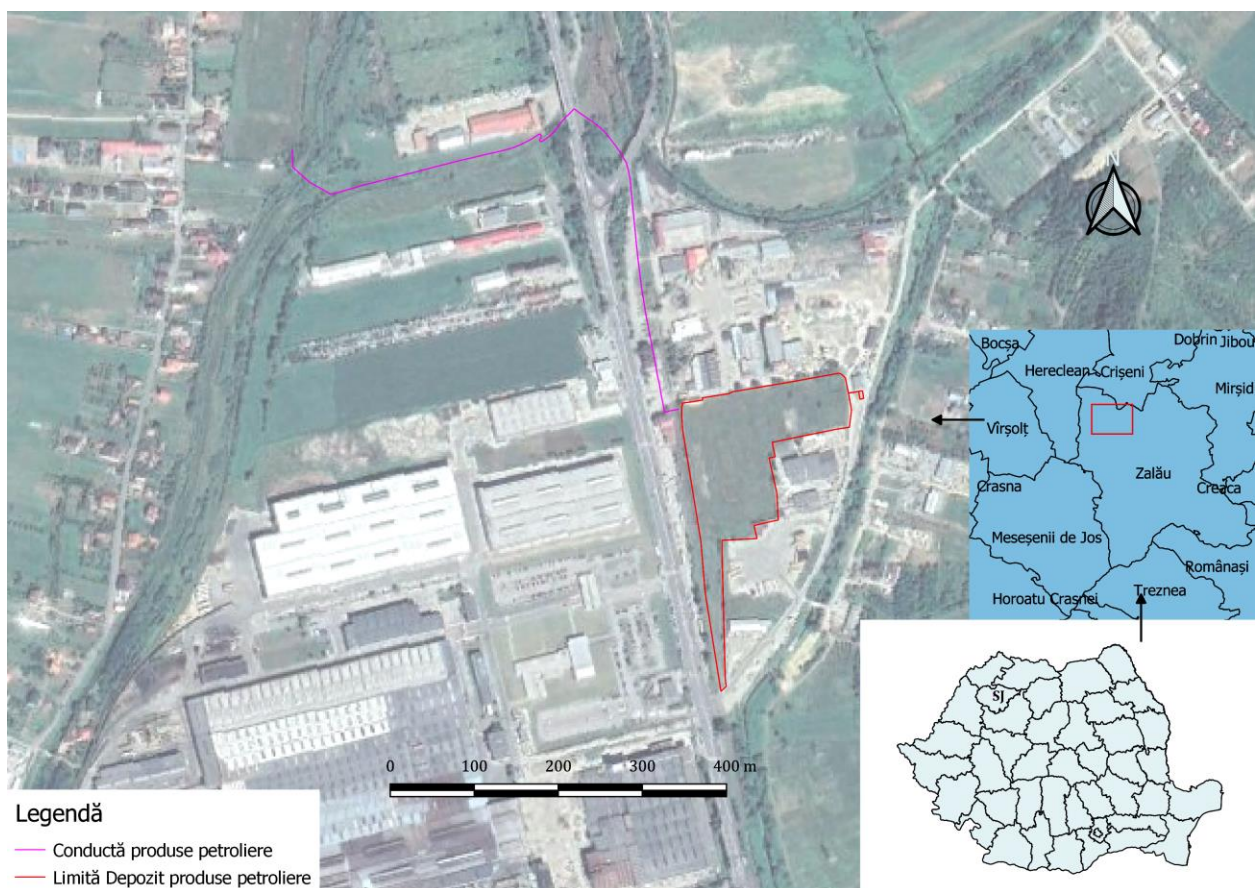 N
Bocșa
Dobrin
Jibou
Hereclean
Crișeni
Mirșid
Vîrșolț
Zalău
Crasna
Creaca
Meseșenii de Jos
Românași
Horoatu Crașnei
Treznea
SJ
0 100 200 300 400 m
Legendă
Conductă produse petroliere
Limită Depozit produse petroliere